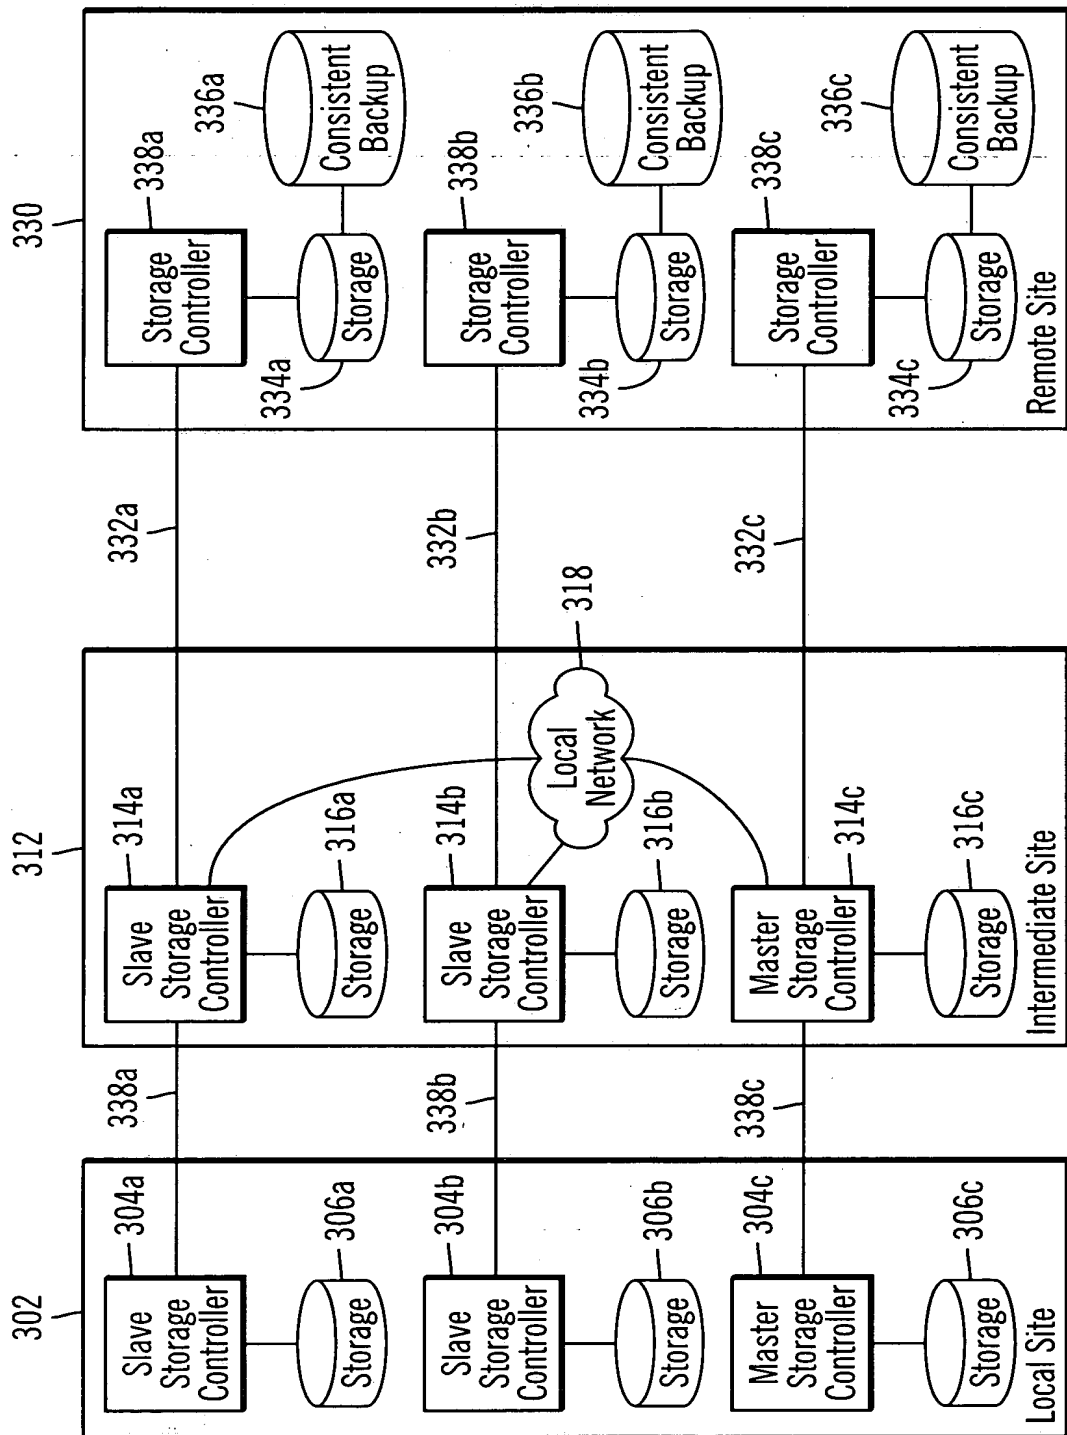 302
304a
Slave
Storage
Controller
306a
Storage
304b
Slave
Storage
Controller
306b
Storage
304c
Master
Storage
Controller
306c
Storage
Local Site
338a
338b
338c
312
314a
Slave
Storage
Controller
316a
Storage
314b
Slave
Storage
Controller
316b
Storage
318
Local
Network
Master
Storage
Controller
314c
316c
Storage
Intermediate Site
332a
332b
332c
330
338a
Storage
Controller
334a
Storage
336a
Consistent
Backup
338b
Storage
Controller
334b
Storage
336b
Consistent
Backup
338c
Storage
Controller
334c
Storage
336c
Consistent
Backup
Remote Site